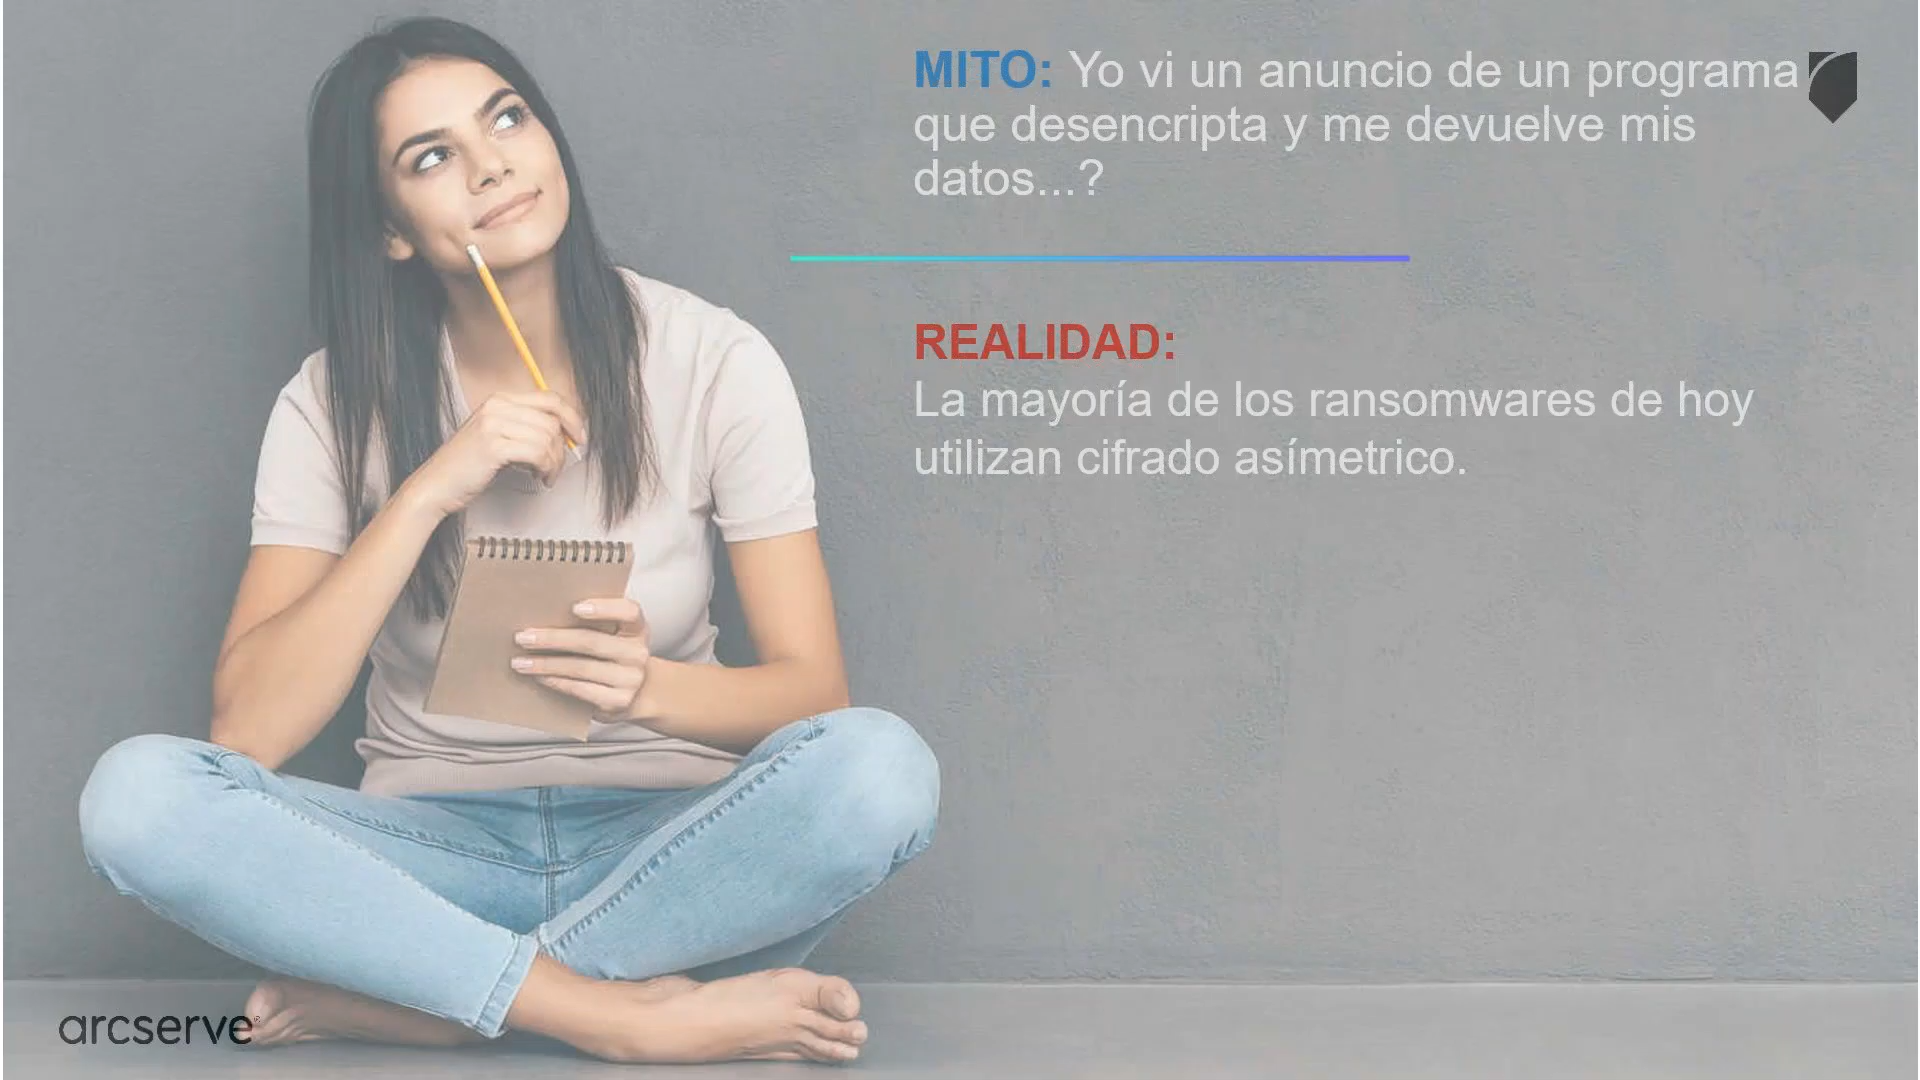 MITO: Yo vi un anuncio de un programa
que desencripta y me devuelve mis
datos...?
REALIDAD:
La mayoría de los ransomwares de hoy
utilizan cifrado asímetrico.
arcserve®